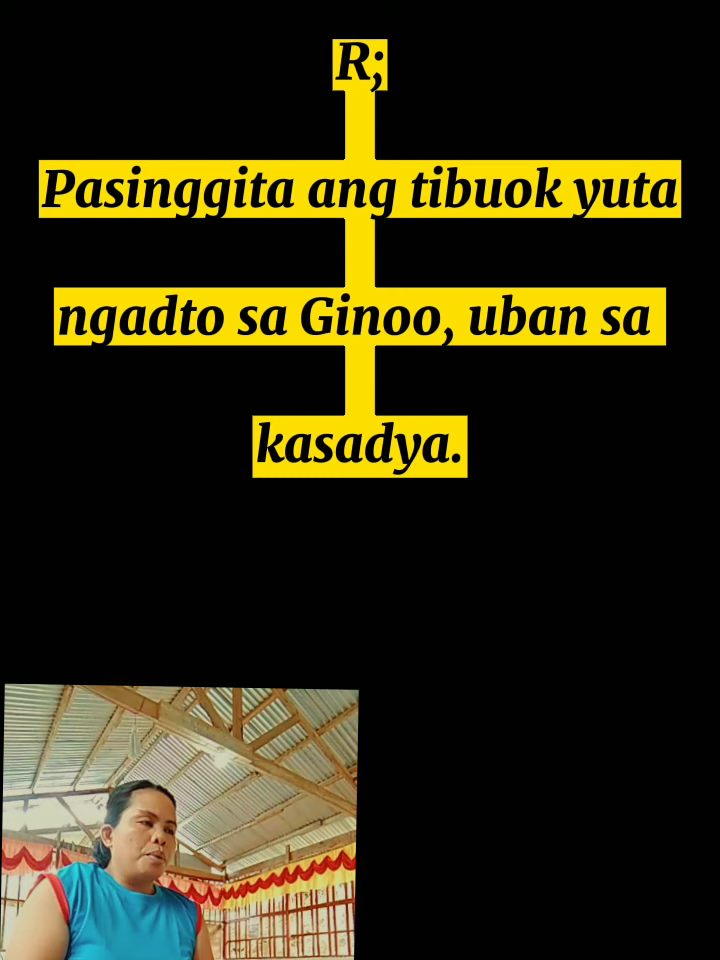 R;
Pasinggita ang tibuok yuta
ngadto sa Ginoo, uban sa
kasadya.